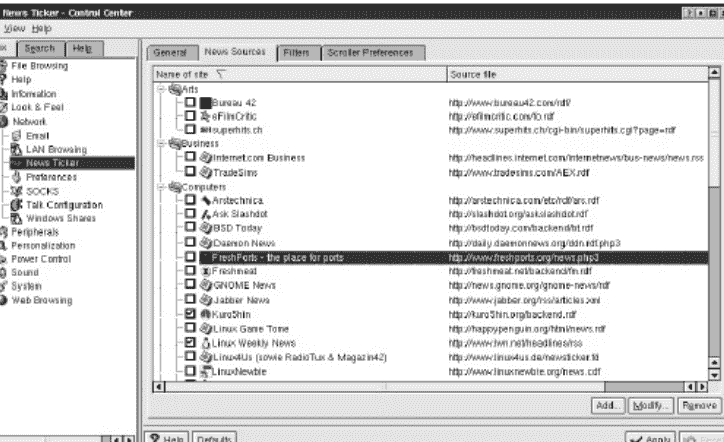 News Ticker - Control Center
View Help
Search Help
File Browsing
Help
Information
Look & Feel
Network
Email
LAN Browsing
News Ticker
Preferences
SOCKS
Talk Configuration
Windows Shares
Peripherals
Personalization
Power Control
Sound
System
Web Browsing
General News Sources Filters Scroller Preferences
Name of site Source file
Arts
Bureau 42 http://www.bureau42.com/rdf/
eFilmCritic http://efilmcritic.com/fo.rdf
superhits.ch http://www.superhits.ch/cgi-bin/superhits.cgi?page=rdf
Business
Internet.com Business http://headlines.internet.com/internetnews/bus-news/news.rss
TradeSims http://www.tradesims.com/AEX.rdf
Computers
Arstechnica http://arstechnica.com/etc/rdf/ars.rdf
Ask Slashdot http://slashdot.org/askslashdot.rdf
BSD Today http://bsdtoday.com/backend/bt.rdf
Daemon News http://daily.daemonnews.org/ddn.rdf.php3
FreshPorts - the place for ports http://www.freshports.org/news.php3
Freshmeat http://freshmeat.net/backend/fm.rdf
GNOME News http://news.gnome.org/gnome-news/rdf
Jabber News http://www.jabber.org/rss/articles.xml
Kuro5hin http://kuro5hin.org/backend.rdf
Linux Game Tome http://happypenguin.org/html/news.rdf
Linux Weekly News http://www.lwn.net/headlines/rss
Linux4Us (sowie RadioTux & Magazin42) http://www.linux4us.de/newsticker.fd
LinuxNewbie http://www.linuxnewbie.org/news.cdf
Add... Modify... Remove
Help Defaults Apply